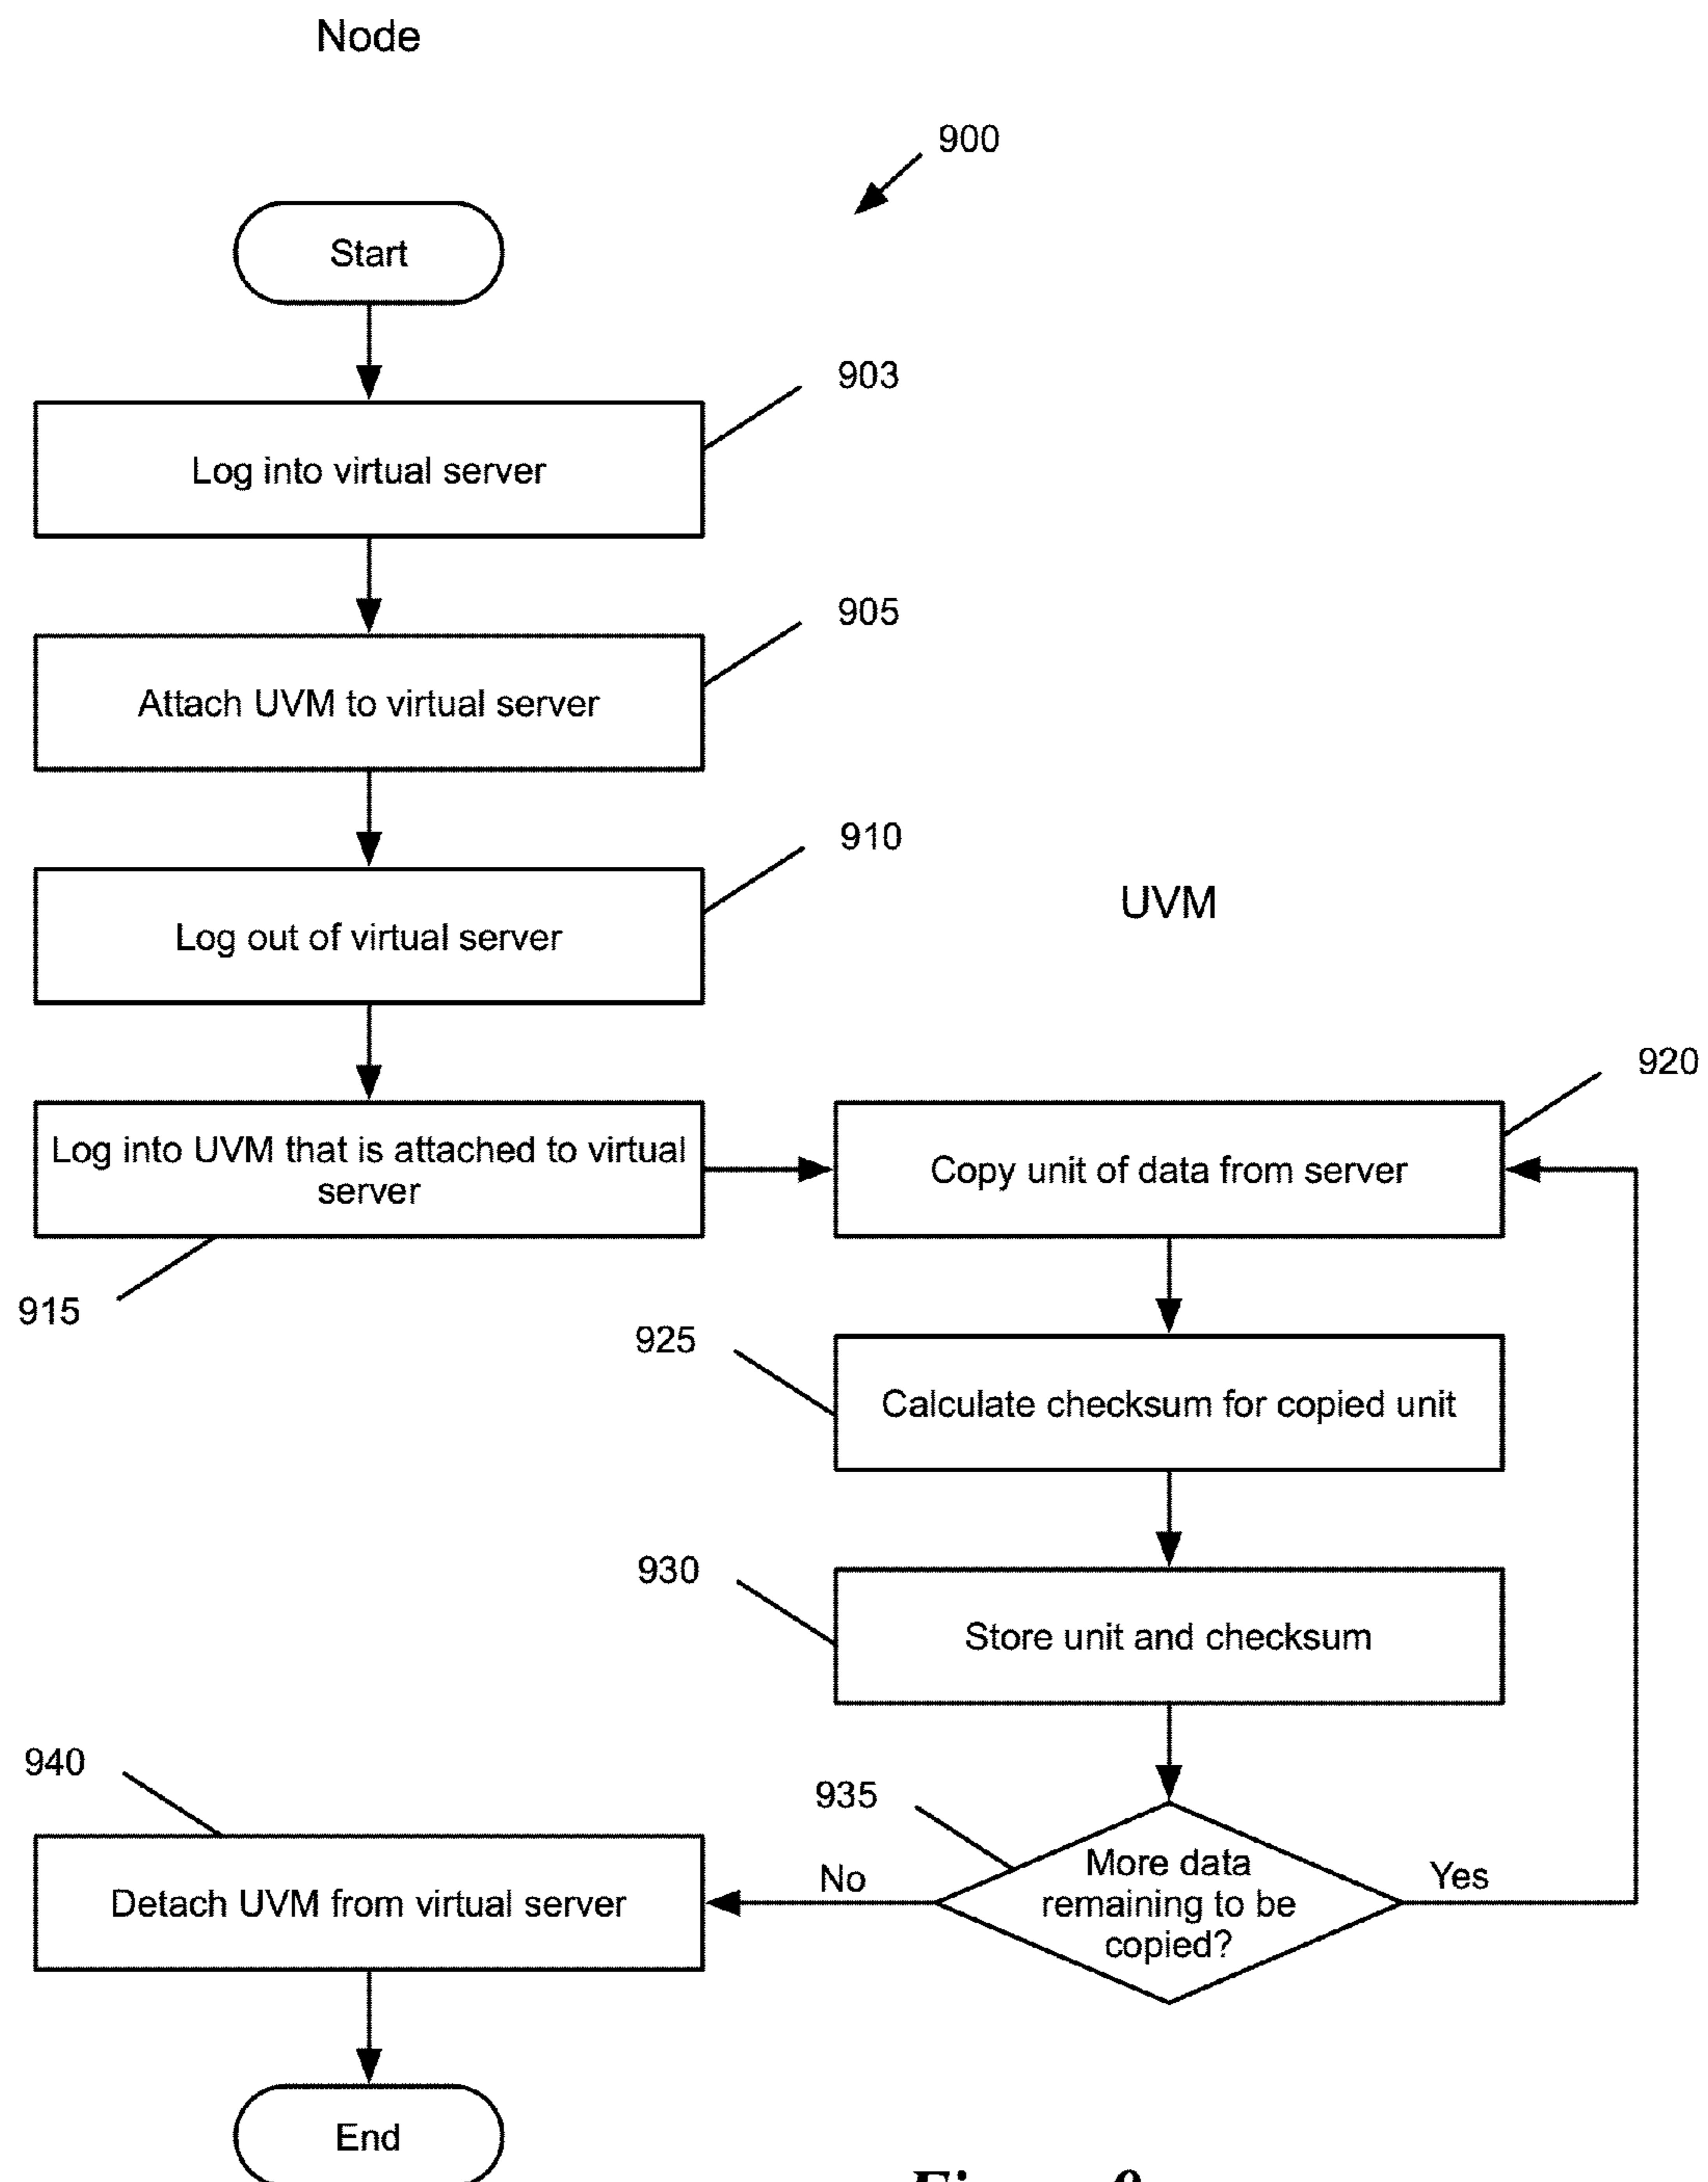 Node
900
Start
903
Log into virtual server
905
Attach UVM to virtual server
910
Log out of virtual server
UVM
920
Log into UVM that is attached to virtual
server
Copy unit of data from server
915
925
Calculate checksum for copied unit
930
Store unit and checksum
940
935
More data
remaining to be
copied?
No
Yes
Detach UVM from virtual server
End